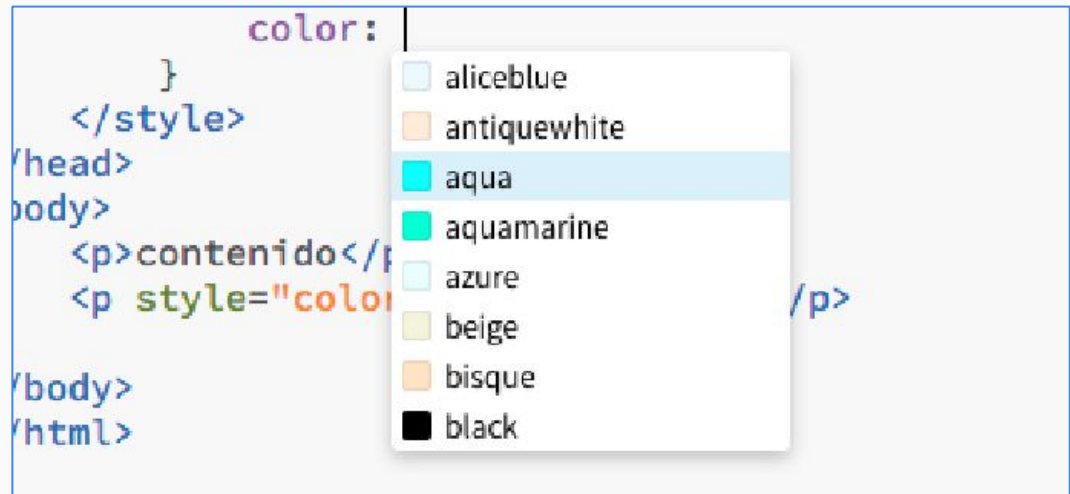 color:
}
</style>
/head>
body>
<p>contenido</p
<p style="color
/p>
/body>
/html>
aliceblue
antiquewhite
aqua
aquamarine
azure
beige
bisque
black